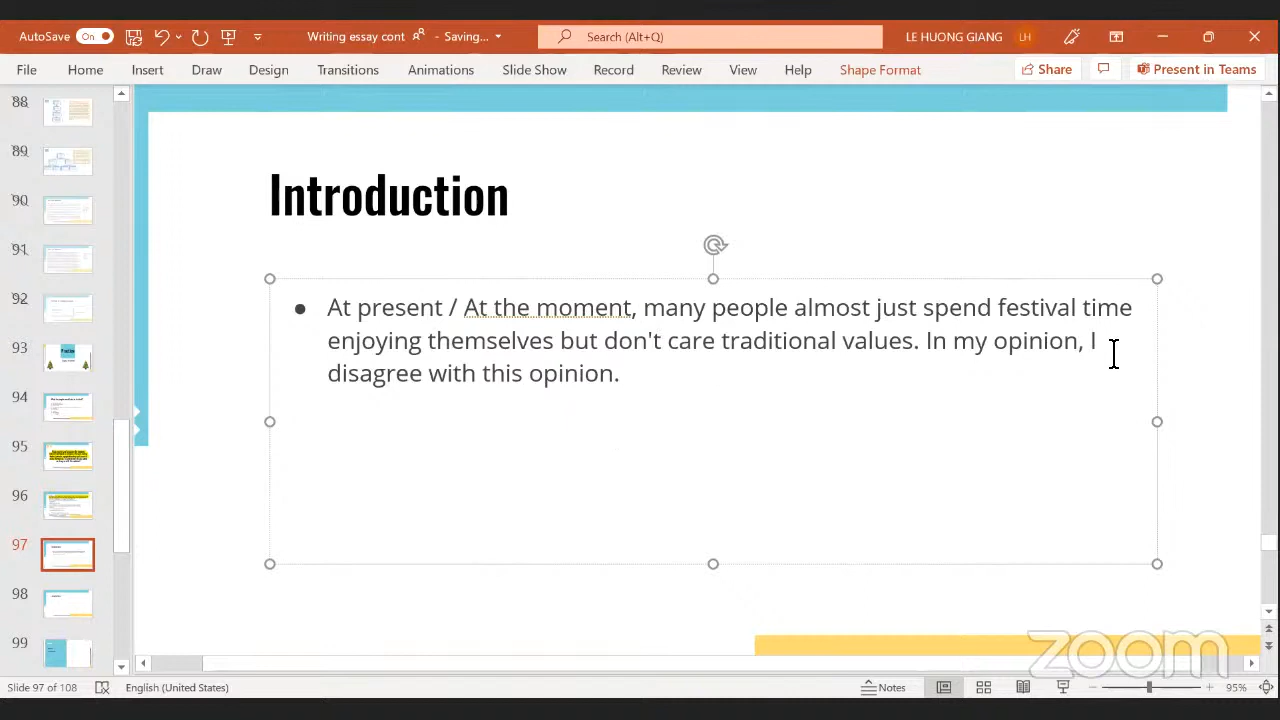 AutoSave On Writing essay cont - Saving... Search (Alt+Q) LE HUONG GIANG LH
File Home Insert Draw Design Transitions Animations Slide Show Record Review View Help Shape Format Share Present in Teams
88
89
90
91
92
93
94
95
96
97
98
99
Introduction
● At present / At the moment, many people almost just spend festival time
enjoying themselves but don't care traditional values. In my opinion, I
disagree with this opinion.
zoom
Slide 97 of 108 English (United States) Notes 95%